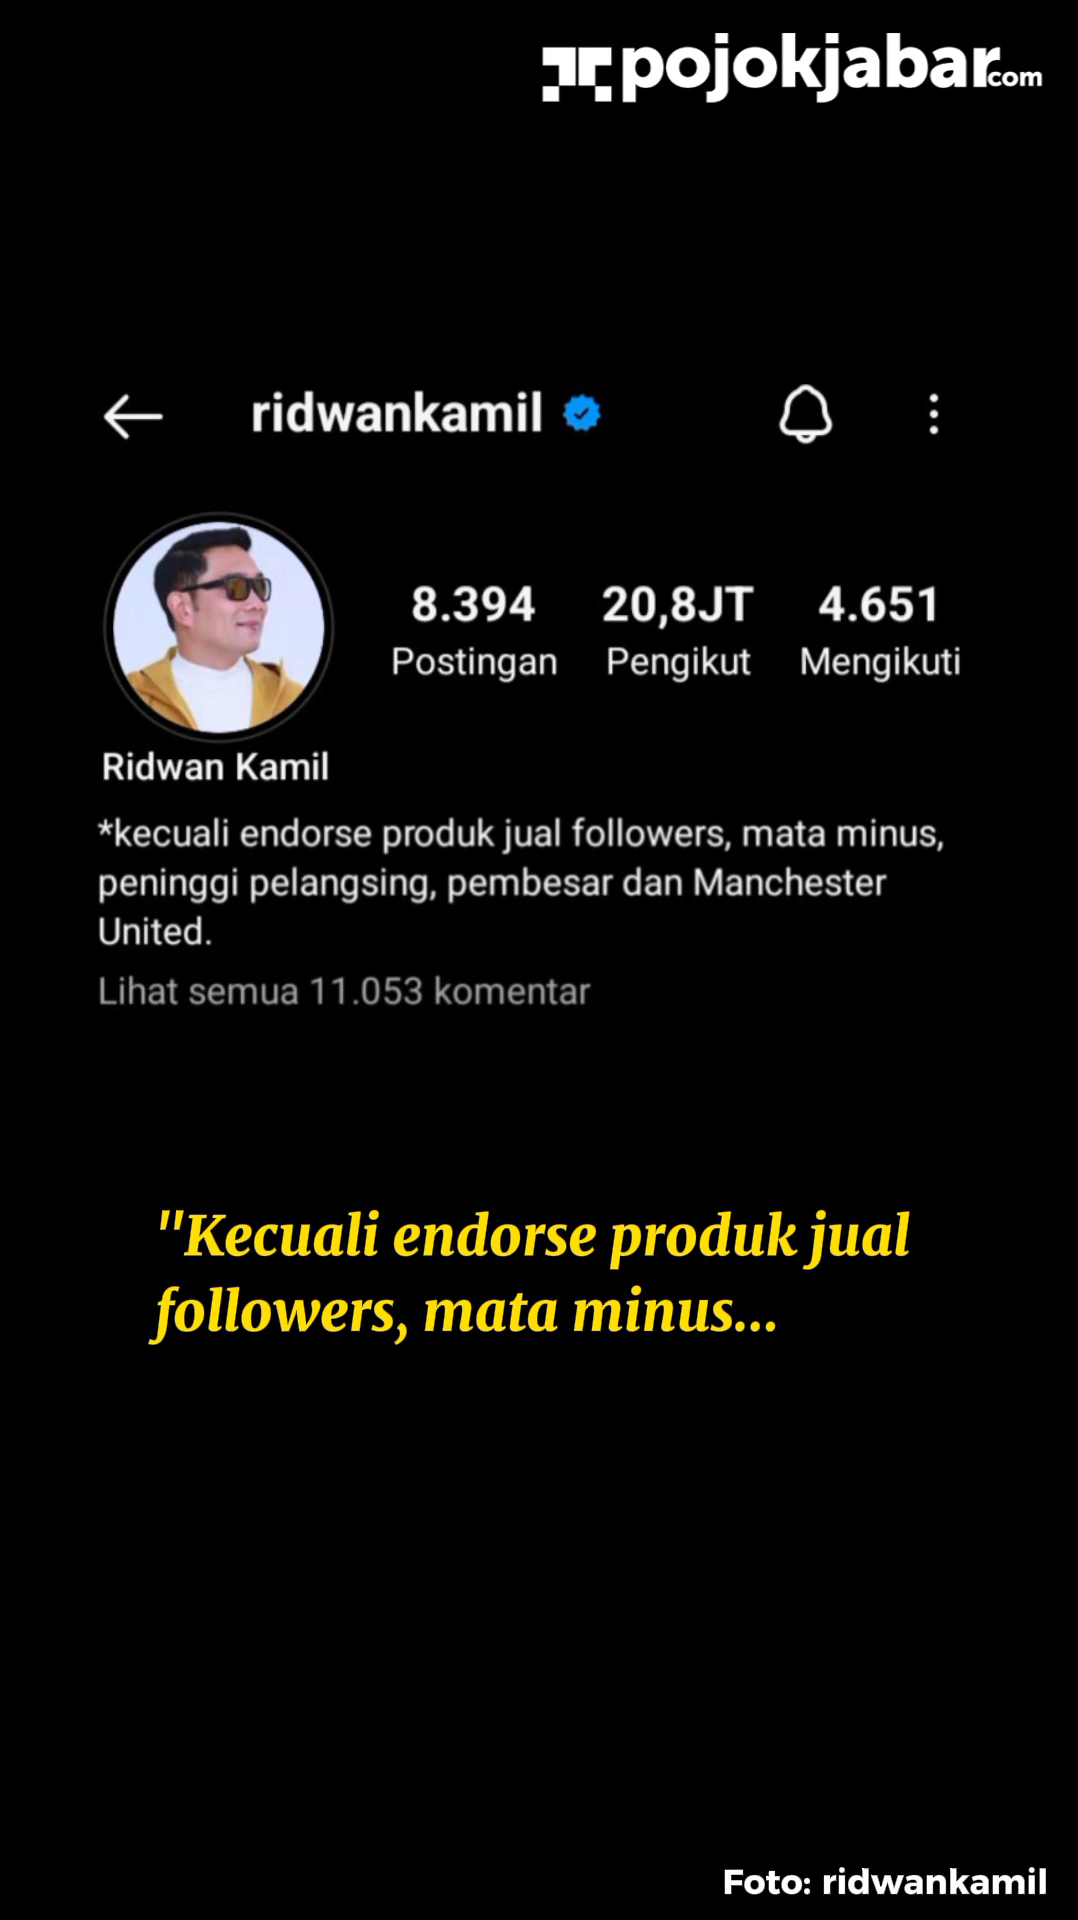 pojokjabar.com
ridwankamil
8.394 20,8JT 4.651
Postingan Pengikut Mengikuti
Ridwan Kamil
*kecuali endorse produk jual followers, mata minus,
peninggi pelangsing, pembesar dan Manchester
United.
Lihat semua 11.053 komentar
"Kecuali endorse produk jual
followers, mata minus...
Foto: ridwankamil